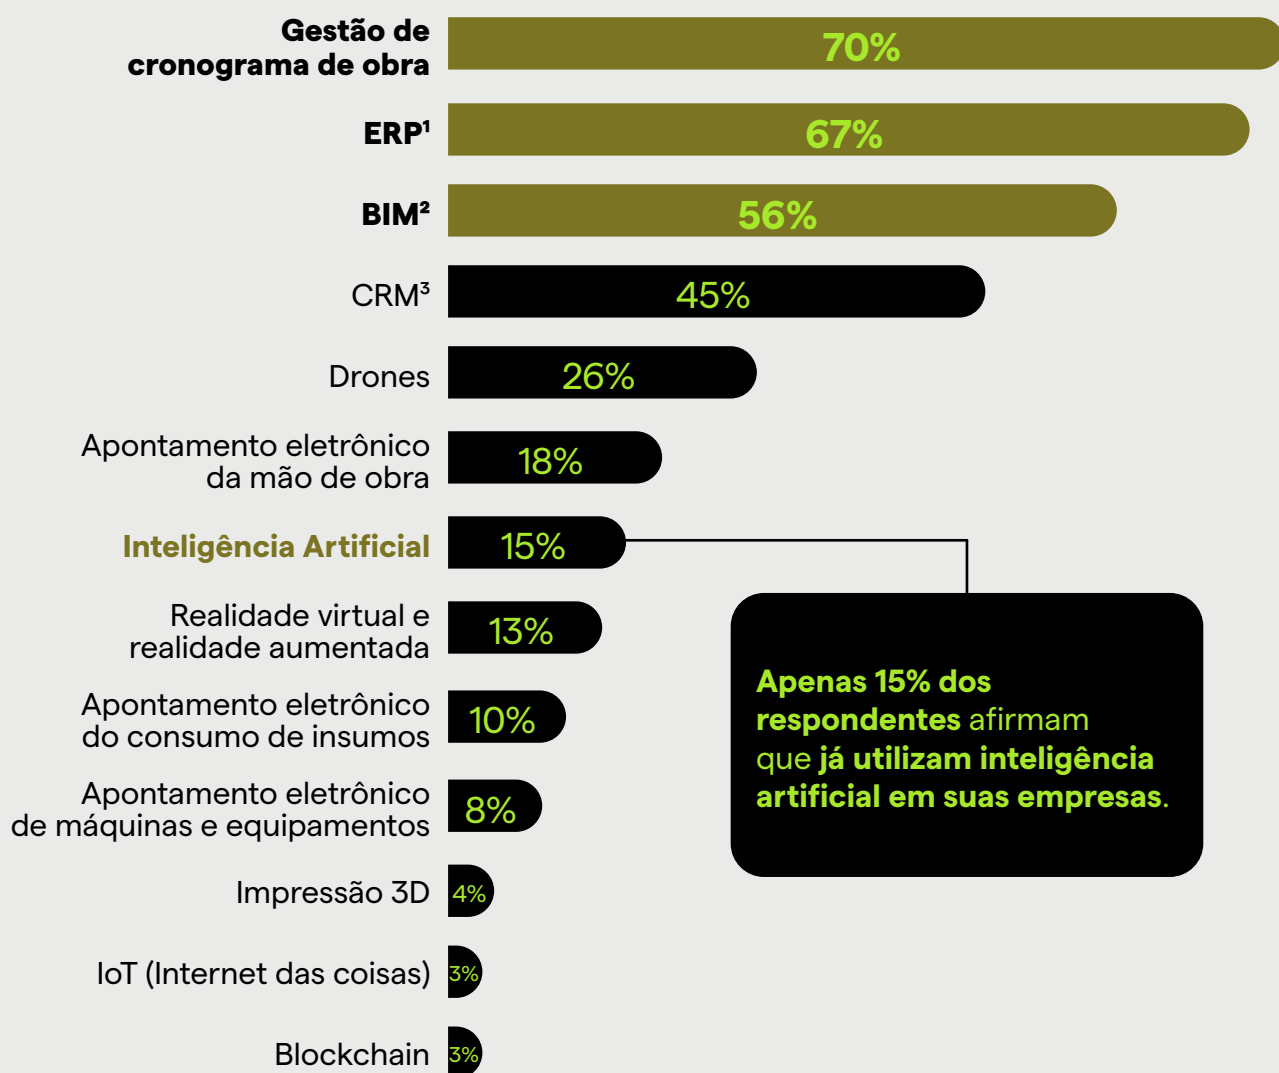 Gestão de
cronograma de obra
70%
ERP¹
67%
BIM²
56%
CRM³
45%
Drones
26%
Apontamento eletrônico
da mão de obra
18%
Inteligência Artificial
15%
Realidade virtual e
realidade aumentada
13%
Apontamento eletrônico
do consumo de insumos
10%
Apontamento eletrônico
de máquinas e equipamentos
8%
Impressão 3D
4%
IoT (Internet das coisas)
3%
Blockchain
3%
Apenas 15% dos
respondentes afirmam
que já utilizam inteligência
artificial em suas empresas.